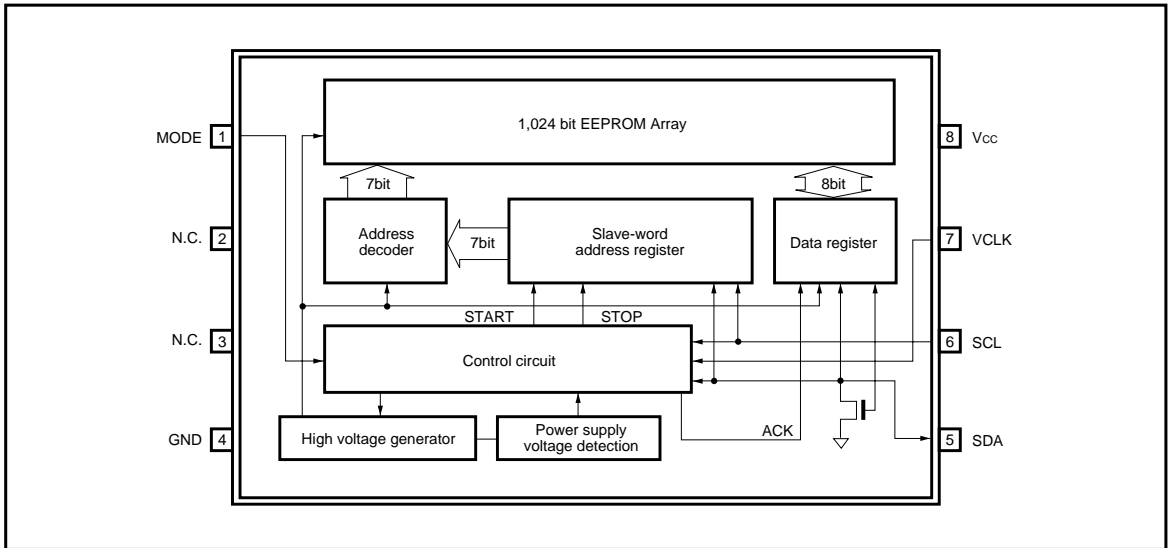 1,024 bit EEPROM Array
MODE 1
8 Vcc
7bit
8bit
N.C. 2
Address
decoder
7bit
Slave-word
address register
Data register
7 VCLK
START
STOP
N.C. 3
Control circuit
6 SCL
GND 4
High voltage generator
Power supply
voltage detection
ACK
5 SDA